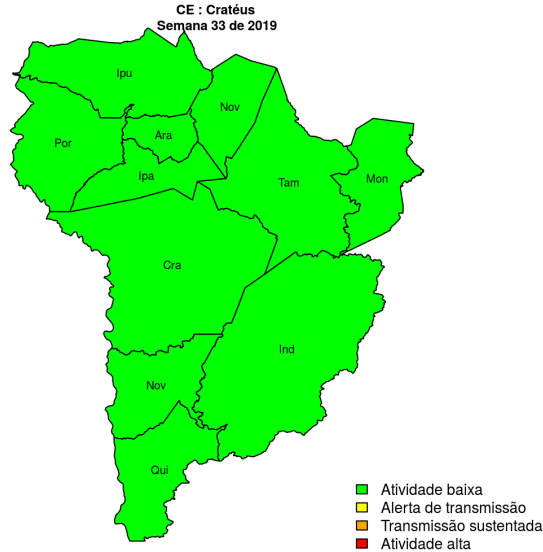 CE : Cratéus
Semana 33 de 2019
Ipu
Nov
Ara
Por
Ipa
Mon
Tam
Cra
Ind
Nov
Qui
Atividade baixa
Alerta de transmissão
Transmissão sustentada
Atividade alta